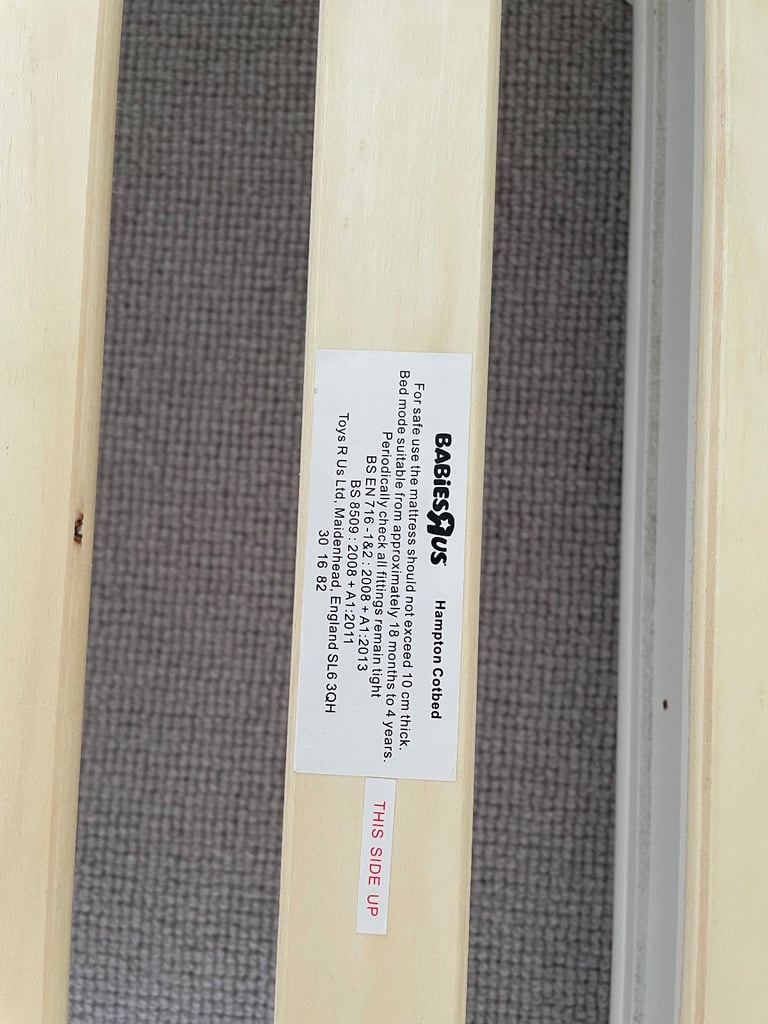 BABiESRUS Hampton Cotbed
For safe use the mattress should not exceed 10 cm thick.
Bed mode suitable from approximately 18 months to 4 years.
Periodically check all fittings remain tight
BS EN 716 -1&2 : 2008 + A1:2013
BS 8509 : 2008 + A1:2011
Toys R Us Ltd, Maidenhead, England SL6 3QH
30 16 82
THIS SIDE UP